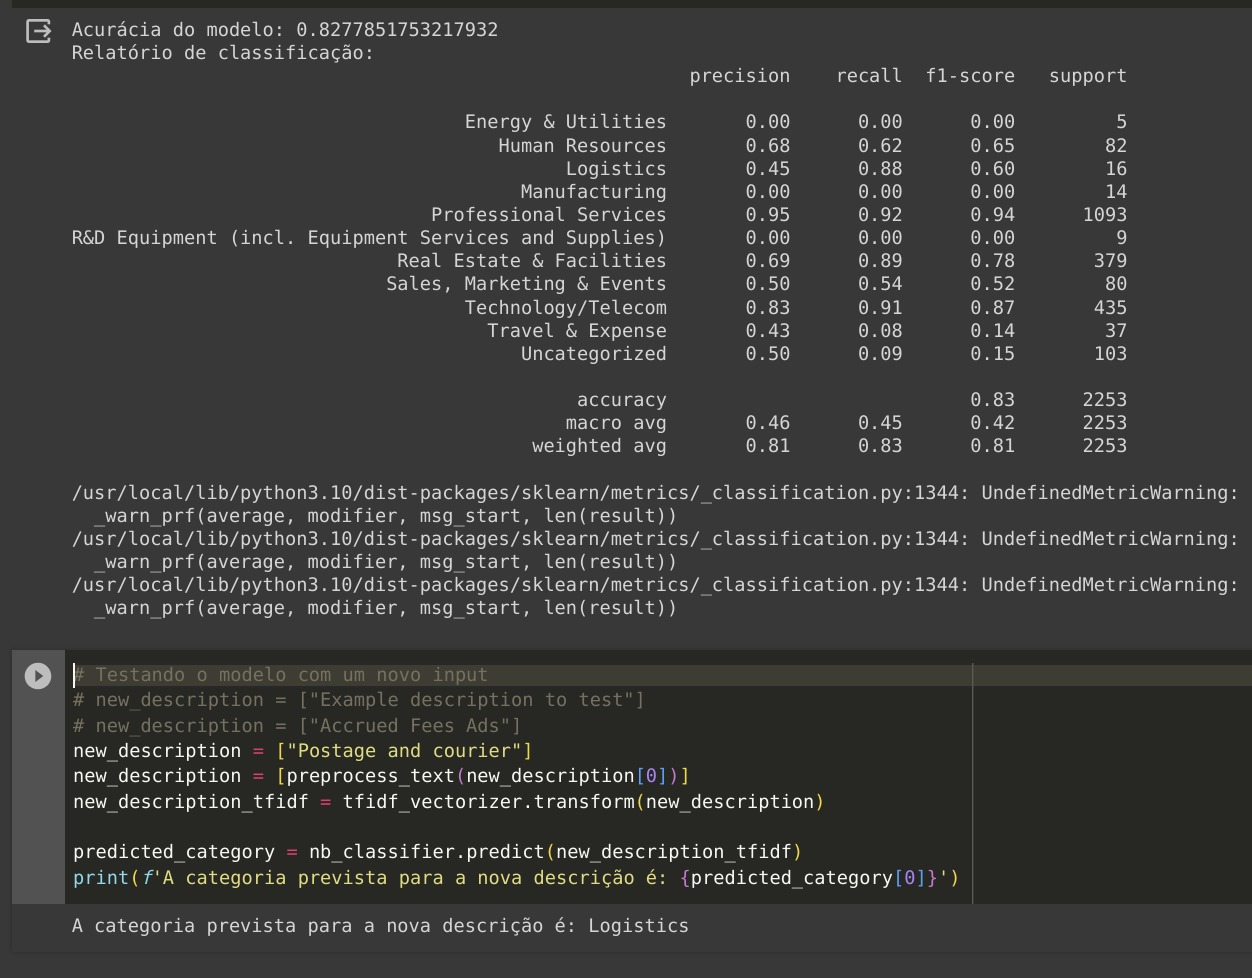 Acurácia do modelo: 0.8277851753217932
Relatório de classificação:
precision recall f1-score support
Energy & Utilities 0.00 0.00 0.00 5
Human Resources 0.68 0.62 0.65 82
Logistics 0.45 0.88 0.60 16
Manufacturing 0.00 0.00 0.00 14
Professional Services 0.95 0.92 0.94 1093
R&D Equipment (incl. Equipment Services and Supplies) 0.00 0.00 0.00 9
Real Estate & Facilities 0.69 0.89 0.78 379
Sales, Marketing & Events 0.50 0.54 0.52 80
Technology/Telecom 0.83 0.91 0.87 435
Travel & Expense 0.43 0.08 0.14 37
Uncategorized 0.50 0.09 0.15 103
accuracy 0.83 2253
macro avg 0.46 0.45 0.42 2253
weighted avg 0.81 0.83 0.81 2253
/usr/local/lib/python3.10/dist-packages/sklearn/metrics/_classification.py:1344: UndefinedMetricWarning:
_warn_prf(average, modifier, msg_start, len(result))
/usr/local/lib/python3.10/dist-packages/sklearn/metrics/_classification.py:1344: UndefinedMetricWarning:
_warn_prf(average, modifier, msg_start, len(result))
/usr/local/lib/python3.10/dist-packages/sklearn/metrics/_classification.py:1344: UndefinedMetricWarning:
_warn_prf(average, modifier, msg_start, len(result))
# Testando o modelo com um novo input
# new_description = ["Example description to test"]
# new_description = ["Accrued Fees Ads"]
new_description = ["Postage and courier"]
new_description = [preprocess_text(new_description[0])]
new_description_tfidf = tfidf_vectorizer.transform(new_description)
predicted_category = nb_classifier.predict(new_description_tfidf)
print(f'A categoria prevista para a nova descrição é: {predicted_category[0]}')
A categoria prevista para a nova descrição é: Logistics